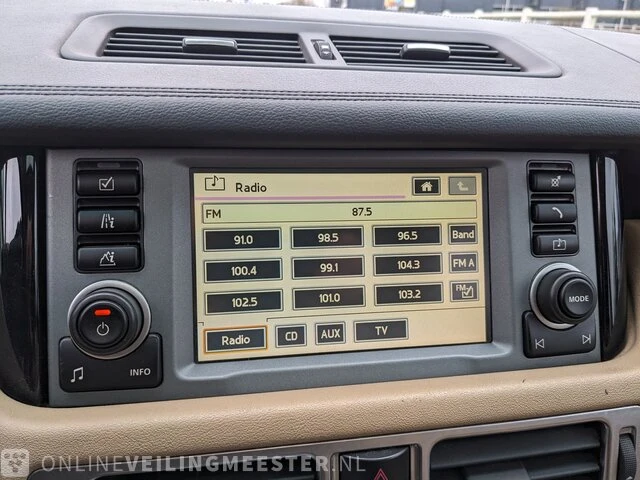 Radio
FM 87.5
91.0 98.5 96.5 Band
100.4 99.1 104.3 FM A
102.5 101.0 103.2 FM
Radio CD AUX TV
INFO
MODE
ONLINEVEILINGMEESTER.NL